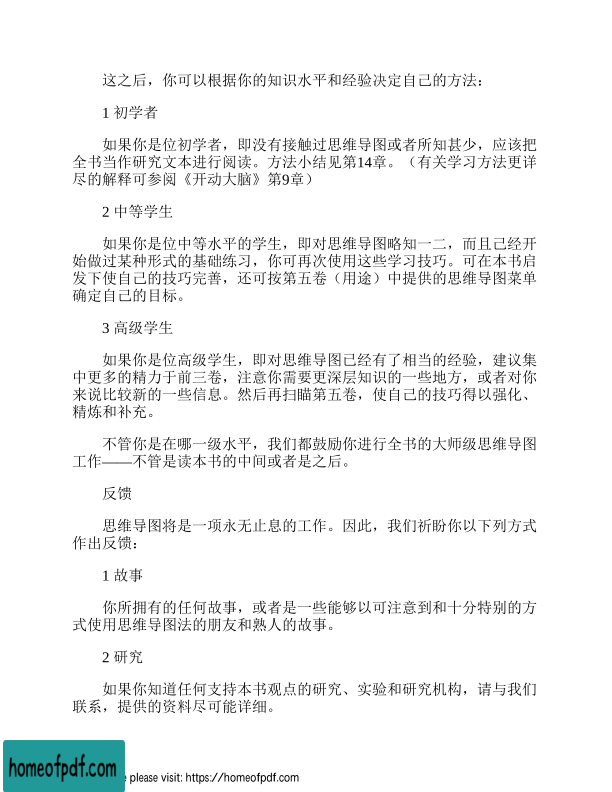 这之后，你可以根据你的知识水平和经验决定自己的方法：
1 初学者
如果你是位初学者，即没有接触过思维导图或者所知甚少，应该把
全书当作研究文本进行阅读。方法小结见第14章。（有关学习方法更详
尽的解释可参阅《开动大脑》第9章）
2 中等学生
如果你是位中等水平的学生，即对思维导图略知一二，而且己经开
始做过某种形式的基础练习，你可再次使用这些学习技巧。可在本书启
发下使自己的技巧完善，还可按第五卷（用途）中提供的思维导图菜单
确定自己的目标。
3 高级学生
如果你是位高级学生，即对思维导图已经有了相当的经验，建议集
中更多的精力于前三卷，注意你需要更深层知识的一些地方，或者对你
来说比较新的一些信息。然后再扫瞄第五卷，使自己的技巧得以强化、
精炼和补充。
不管你是在哪一级水平，我们都鼓励你进行全书的大师级思维导图
工作——不管是读本书的中间或者是之后。
反馈
思维导图将是一项永无止息的工作。因此，我们祈盼你以下列方式
作出反馈：
1 故事
你所拥有的任何故事，或者是一些能够以可注意到和十分特别的方
式使用思维导图法的朋友和熟人的故事。
2 研究
如果你知道任何支持本书观点的研究、实验和研究机构，请与我们
联系，提供的资料尽可能详细。
homeofpdf.com
e please visit: https://homeofpdf.com